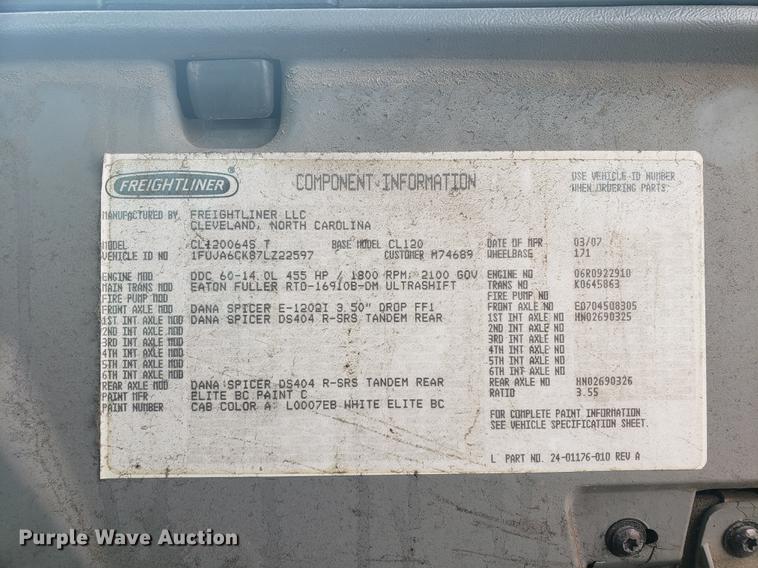 FREIGHTLINER ®
COMPONENT INFORMATION
USE VEHICLE ID NUMBER
WHEN ORDERING PARTS
MANUFACTURED BY FREIGHTLINER LLC
CLEVELAND, NORTH CAROLINA
MODEL CL120064S T BASE MODEL CL120 DATE OF MFR 03/07
VEHICLE ID NO 1FUJA6CK87LZ22597 CUSTOMER M74689 WHEELBASE 171
ENGINE MOD DDC 60-14.0L 455 HP / 1800 RPM; 2100 GOV ENGINE NO 06R0922910
MAIN TRANS MOD EATON FULLER RTO-16910B-DM ULTRASHIFT TRANS NO K0645863
FIRE PUMP MOD FIRE PUMP NO
FRONT AXLE MOD DANA SPICER E-1202I 3.50" DROP FF1 FRONT AXLE NO E0704508305
1ST INT AXLE MOD DANA SPICER DS404 R-SRS TANDEM REAR 1ST INT AXLE NO HN02690325
2ND INT AXLE MOD 2ND INT AXLE NO
3RD INT AXLE MOD 3RD INT AXLE NO
4TH INT AXLE MOD 4TH INT AXLE NO
5TH INT AXLE MOD 5TH INT AXLE NO
6TH INT AXLE MOD 6TH INT AXLE NO
REAR AXLE MOD DANA SPICER DS404 R-SRS TANDEM REAR REAR AXLE NO HN02690326
PAINT MFR ELITE BC PAINT C RATIO 3.55
PAINT NUMBER CAB COLOR A: L0007EB WHITE ELITE BC
FOR COMPLETE PAINT INFORMATION
SEE VEHICLE SPECIFICATION SHEET.
L PART NO. 24-01176-010 REV A
Purple Wave Auction